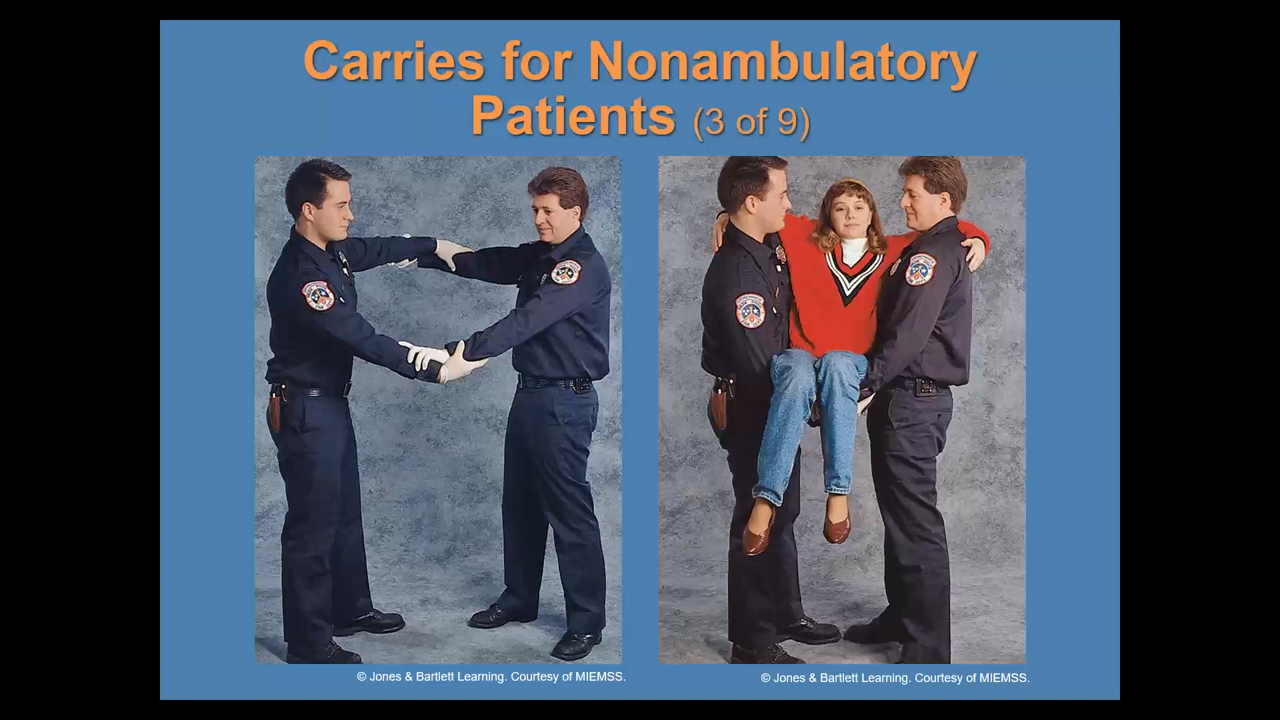 Carries for Nonambulatory
Patients (3 of 9)
© Jones & Bartlett Learning. Courtesy of MIEMSS.
© Jones & Bartlett Learning. Courtesy of MIEMSS.